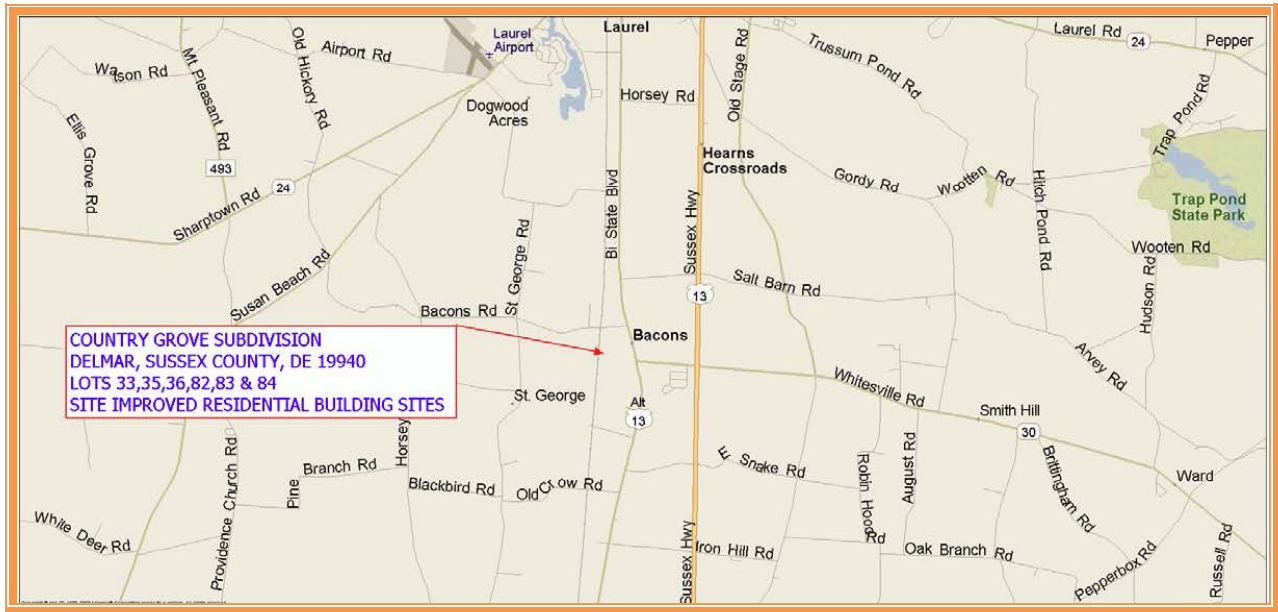 Laurel
Laurel Rd
24
Pepper
Laurel
Airport
Airport Rd
Old Hickory Rd
Mt Pleasant Rd
Watson Rd
Old Stage Rd
Trussum Pond Rd
Trap Pond Rd
Horsey Rd
Dogwood
Acres
Ellis Grove Rd
493
24
Sharptown Rd
Hearns
Crossroads
Gordy Rd
Wootten Rd
Hitch Pond Rd
Trap Pond
State Park
Bi State Blvd
Sussex Hwy
St George Rd
Susan Beach Rd
Wooten Rd
Hudson Rd
Salt Barn Rd
13
Bacons Rd
Bacons
COUNTRY GROVE SUBDIVISION
DELMAR, SUSSEX COUNTY, DE 19940
LOTS 33,35,36,82,83 & 84
SITE IMPROVED RESIDENTIAL BUILDING SITES
Arvey Rd
Whitesville Rd
St. George
Alt
13
Smith Hill
30
Horsey
E Snake Rd
Robin Hood
Rd
August Rd
Brittingham Rd
Ward
Providence Church Rd
Pine
Branch Rd
Blackbird Rd
Old Crow Rd
White Deer Rd
Sussex Hwy
Iron Hill Rd
Oak Branch Rd
Pepperbox Rd
Russell Rd